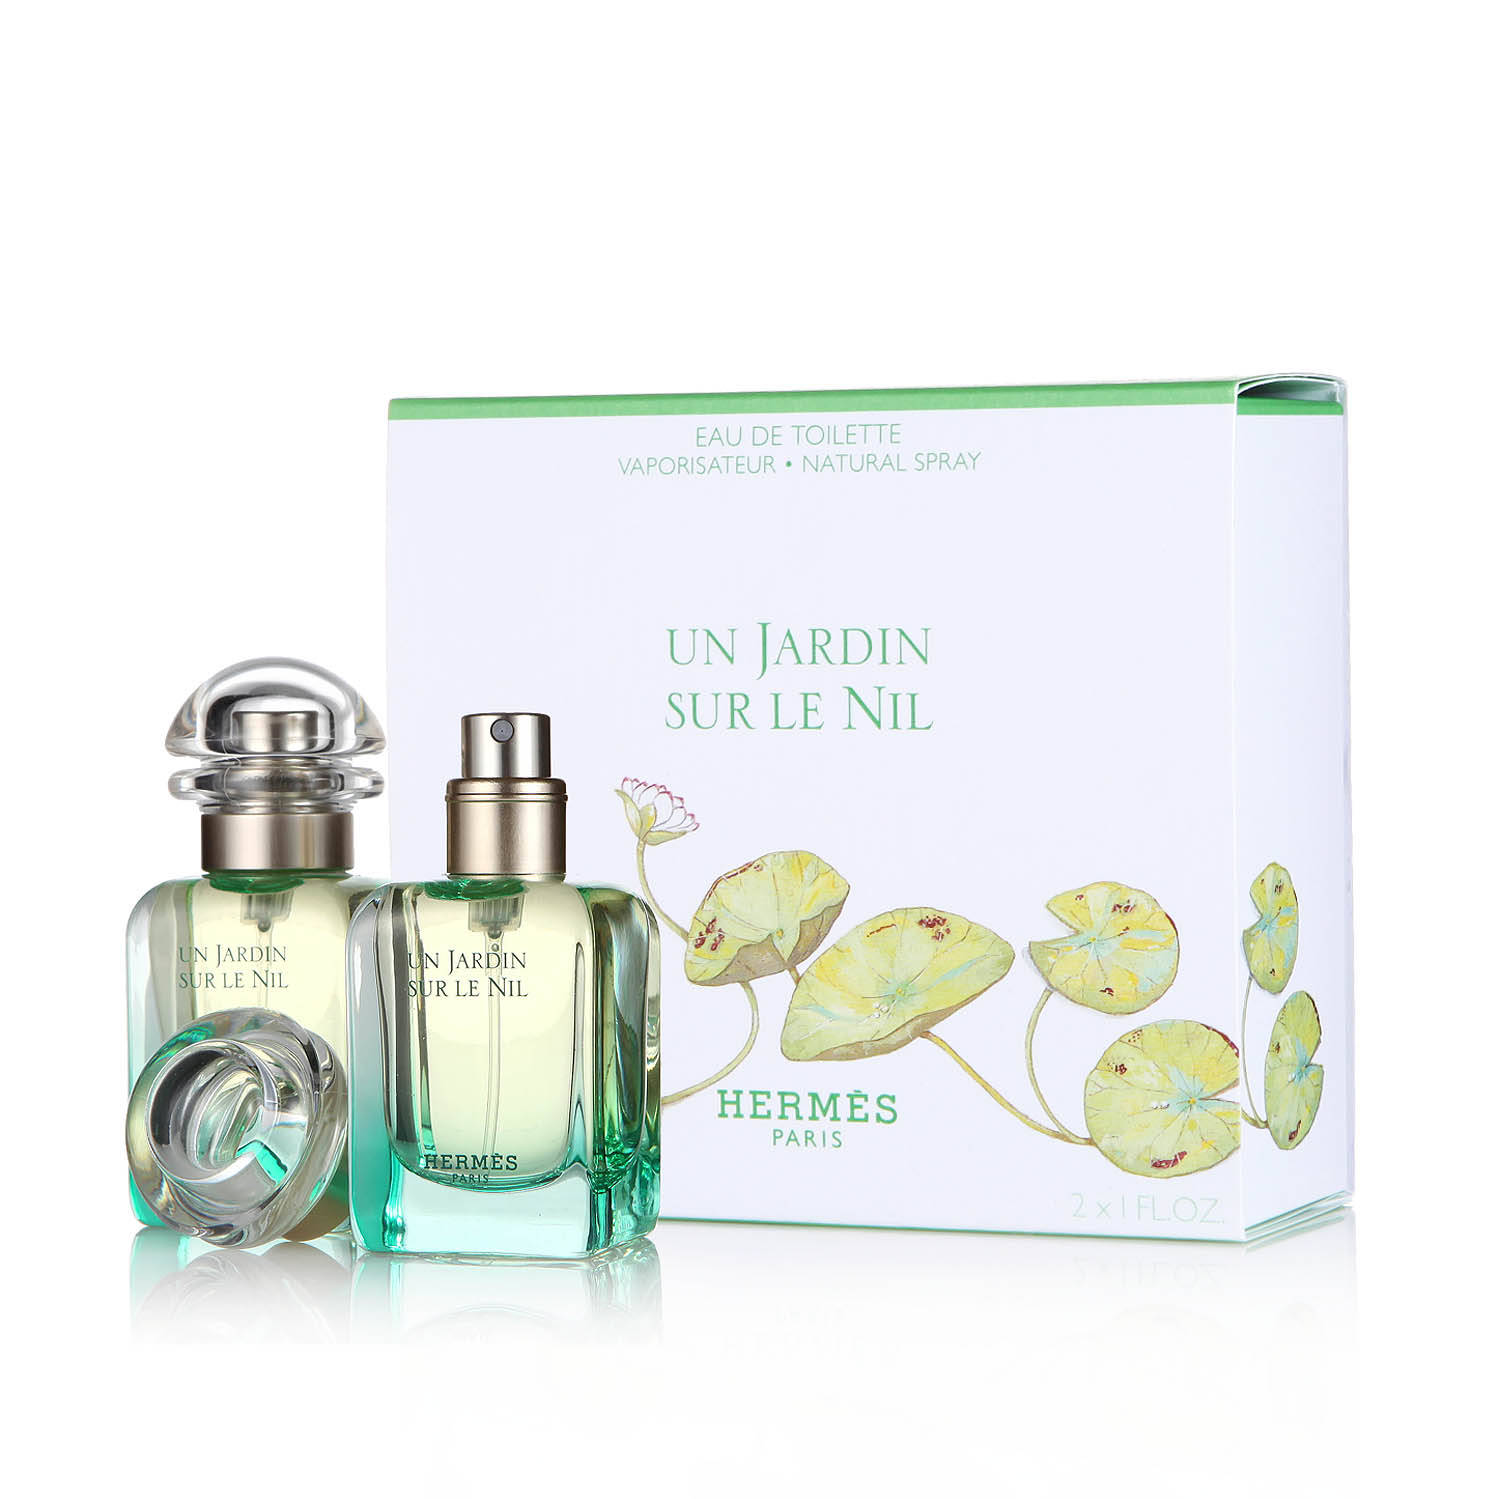 EAU DE TOILETTE
VAPORISATEUR • NATURAL SPRAY
UN JARDIN
SUR LE NIL
HERMÈS
PARIS
2 x 1 FL.OZ.
UN JARDIN
SUR LE NIL
UN JARDIN
SUR LE NIL
HERMÈS
PARIS